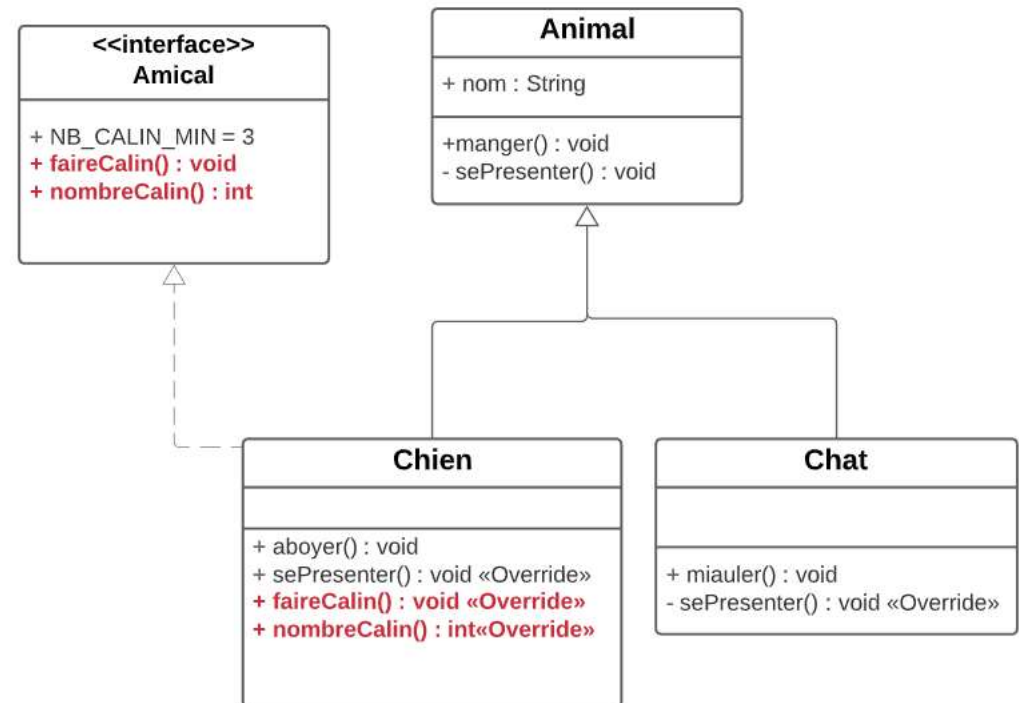 <<interface>>
Amical
+ NB_CALIN_MIN = 3
+ faireCalin() : void
+ nombreCalin() : int
Animal
+ nom : String
+manger() : void
- sePresenter() : void
Chien
+ aboyer() : void
+ sePresenter() : void «Override»
+ faireCalin() : void «Override»
+ nombreCalin() : int«Override»
Chat
+ miauler() : void
- sePresenter() : void «Override»